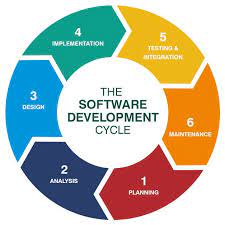 THE
SOFTWARE
DEVELOPMENT
CYCLE
1
PLANNING
2
ANALYSIS
3
DESIGN
4
IMPLEMENTATION
5
TESTING &
INTEGRATION
6
MAINTENANCE